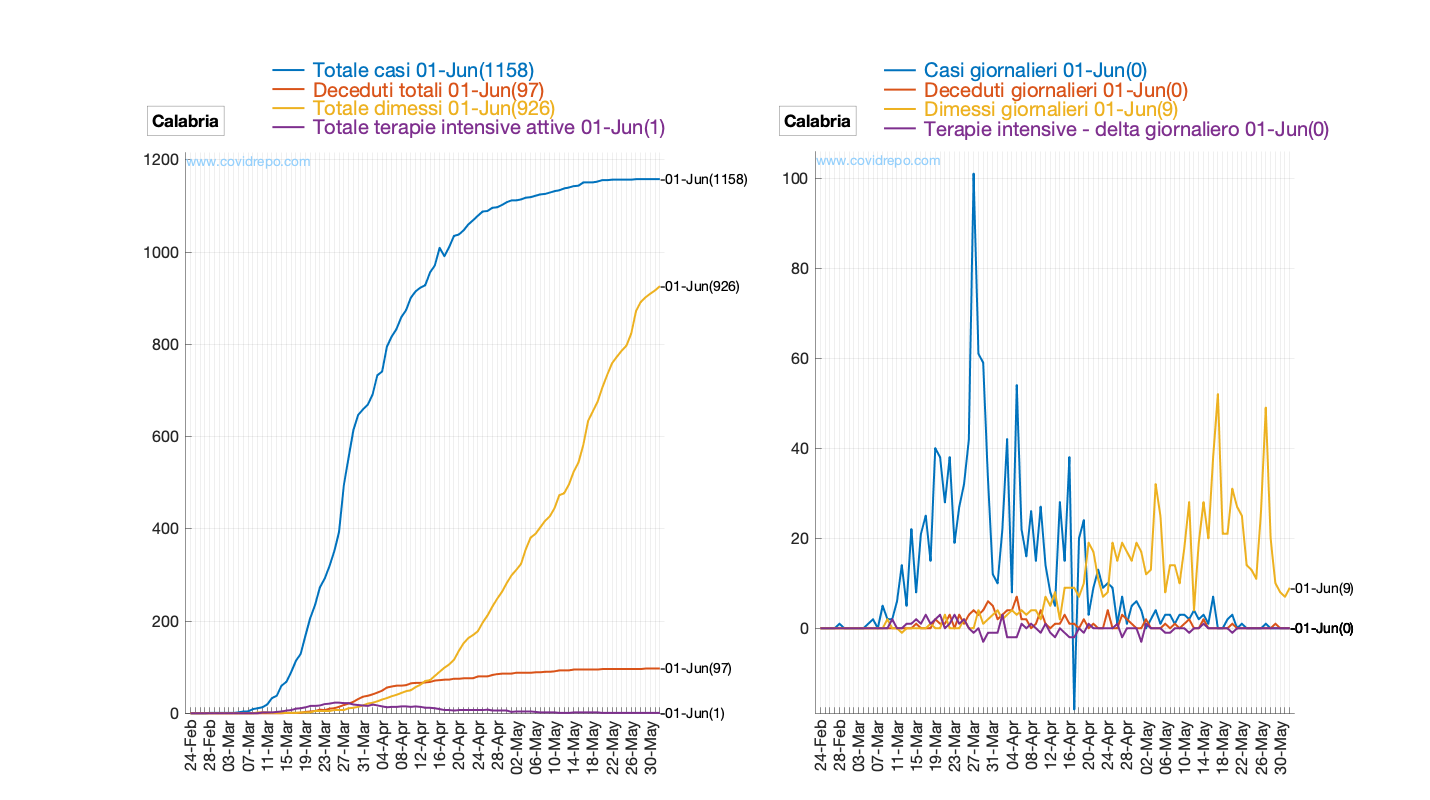 Totale casi 01-Jun(1158)
Deceduti totali 01-Jun(97)
Totale dimessi 01-Jun(926)
Totale terapie intensive attive 01-Jun(1)
Calabria
www.covidrepo.com
1200
1000
800
600
400
200
0
-01-Jun(1158)
-01-Jun(926)
-01-Jun(97)
-01-Jun(1)
24-Feb
28-Feb
03-Mar
07-Mar
11-Mar
15-Mar
19-Mar
23-Mar
27-Mar
31-Mar
04-Apr
08-Apr
12-Apr
16-Apr
20-Apr
24-Apr
28-Apr
02-May
06-May
10-May
14-May
18-May
22-May
26-May
30-May
Casi giornalieri 01-Jun(0)
Deceduti giornalieri 01-Jun(0)
Dimessi giornalieri 01-Jun(9)
Terapie intensive - delta giornaliero 01-Jun(0)
Calabria
www.covidrepo.com
100
80
60
40
20
0
-01-Jun(9)
-01-Jun(0)
24-Feb
28-Feb
03-Mar
07-Mar
11-Mar
15-Mar
19-Mar
23-Mar
27-Mar
31-Mar
04-Apr
08-Apr
12-Apr
16-Apr
20-Apr
24-Apr
28-Apr
02-May
06-May
10-May
14-May
18-May
22-May
26-May
30-May